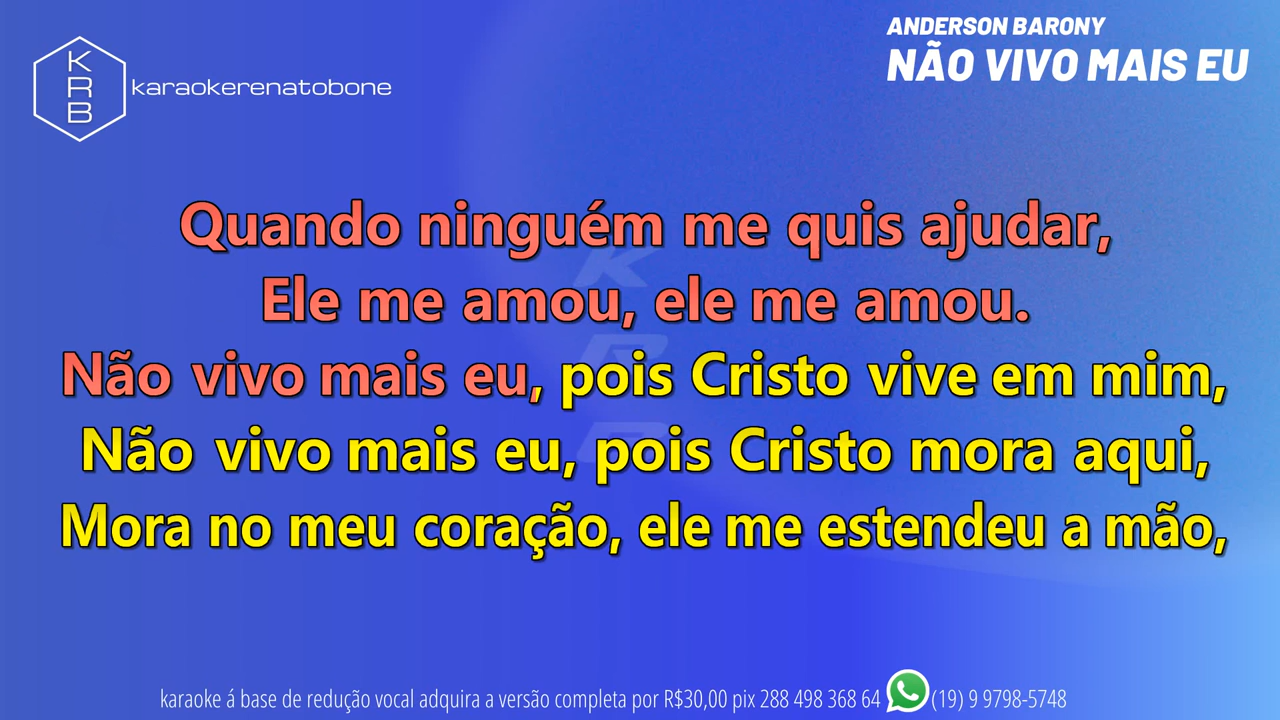 K
R
B
karaokerenatobone
ANDERSON BARONY
NÃO VIVO MAIS EU
Quando ninguém me quis ajudar,
Ele me amou, ele me amou.
Não vivo mais eu, pois Cristo vive em mim,
Não vivo mais eu, pois Cristo mora aqui,
Mora no meu coração, ele me estendeu a mão,
K
R
B
karaoke á base de redução vocal adquira a versão completa por R$30,00 pix 288 498 368 64 (19) 9 9798-5748